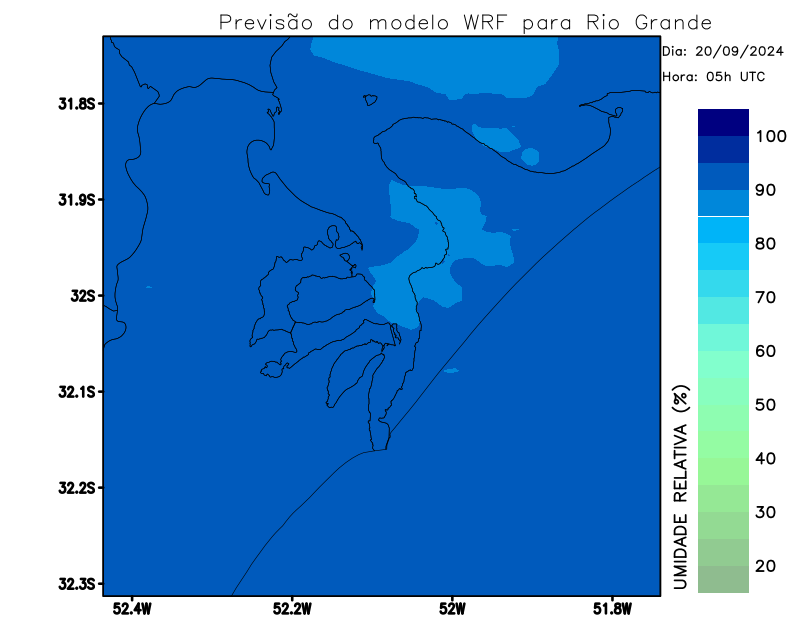 Previsão do modelo WRF para Rio Grande
Dia: 20/09/2024
Hora: 05h UTC
31.8S
31.9S
32S
32.1S
32.2S
32.3S
52.4W
52.2W
52W
51.8W
100
90
80
70
60
50
40
30
20
UMIDADE RELATIVA (%)